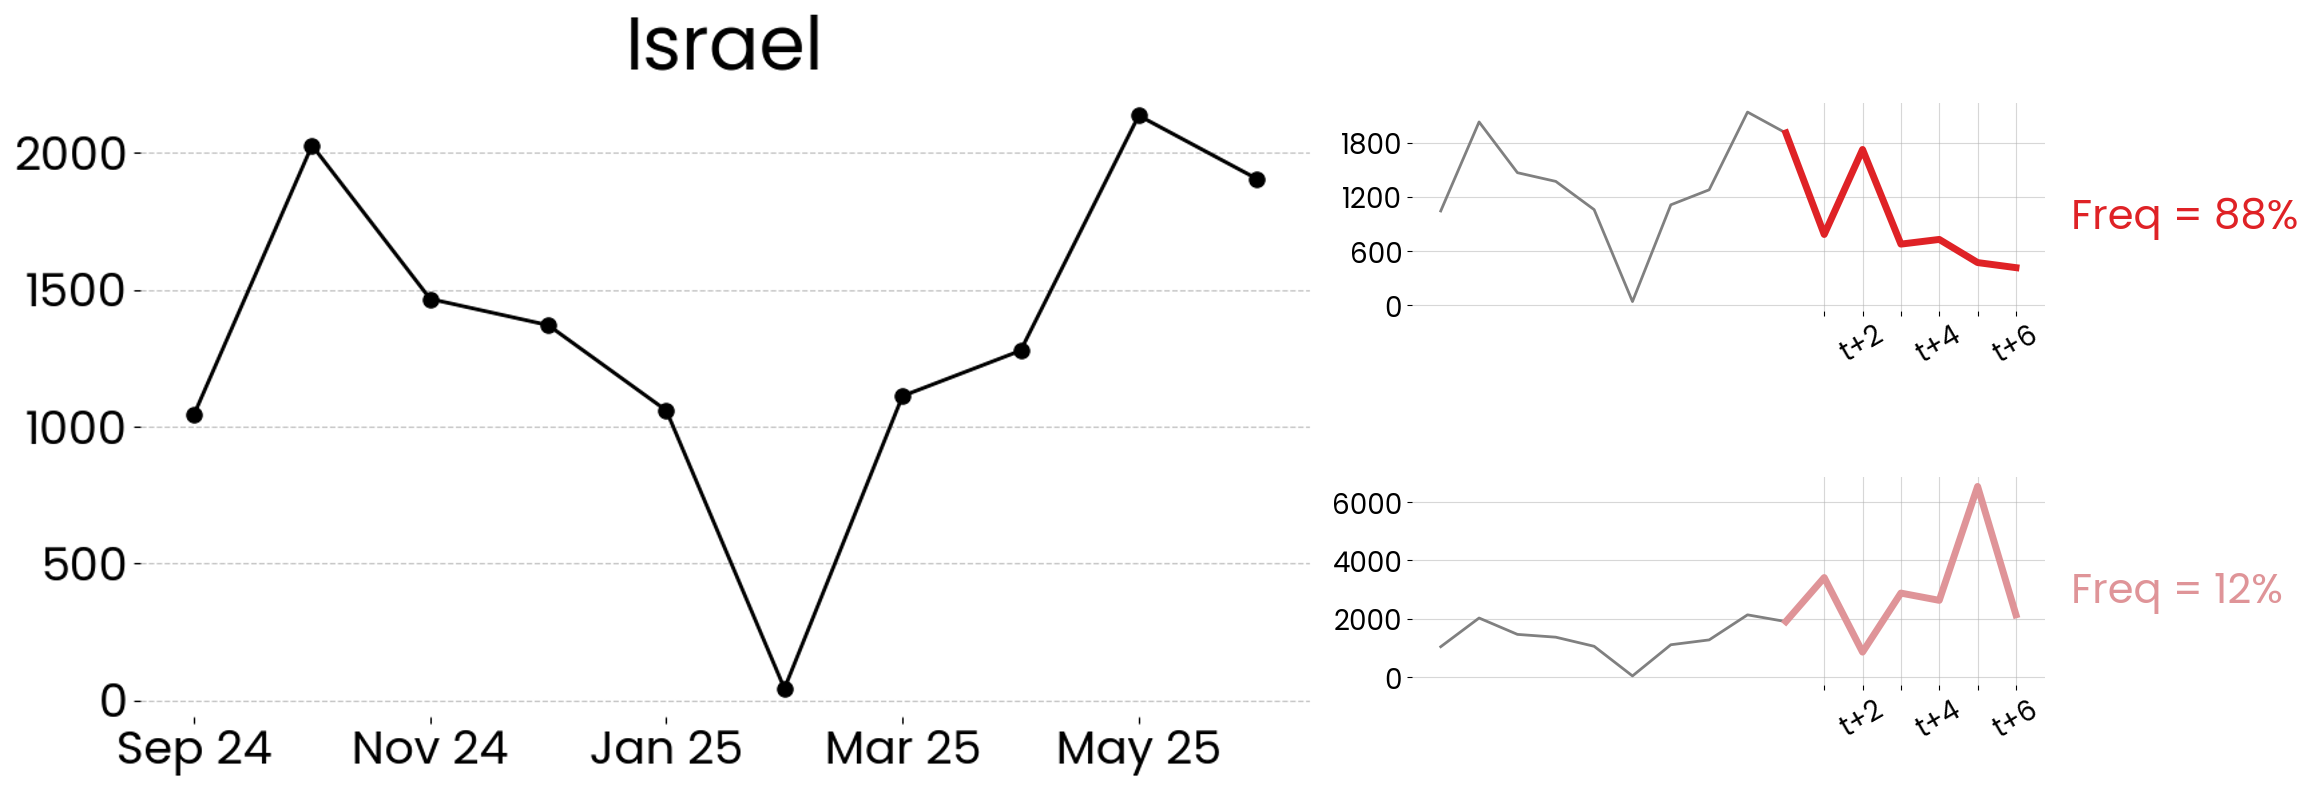 Israel
2000
1500
1000
500
0
Sep 24
Nov 24
Jan 25
Mar 25
May 25
1800
1200
600
0
t+2
t+4
t+6
Freq = 88%
6000
4000
2000
0
t+2
t+4
t+6
Freq = 12%